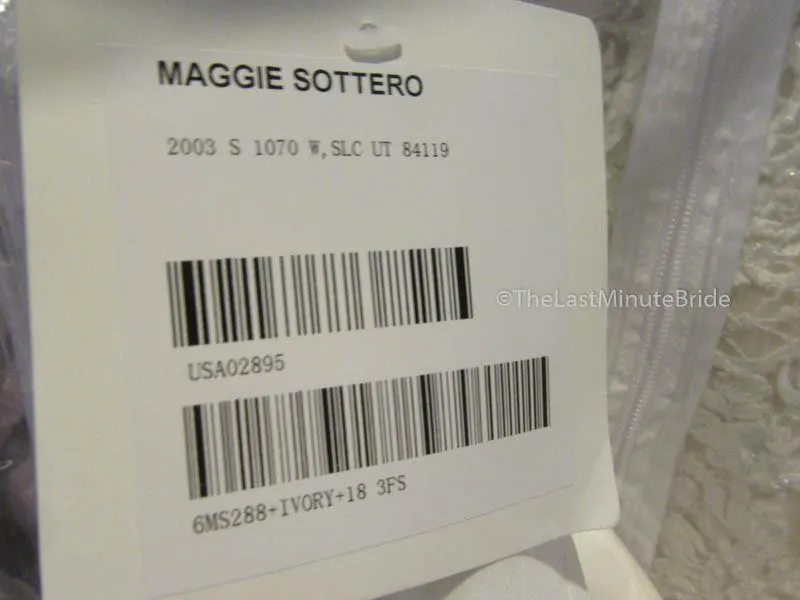 MAGGIE SOTTERO
2003 S 1070 W, SLC UT 84119
©TheLastMinuteBride
USA02895
6MS288+IVORY+18 3FS